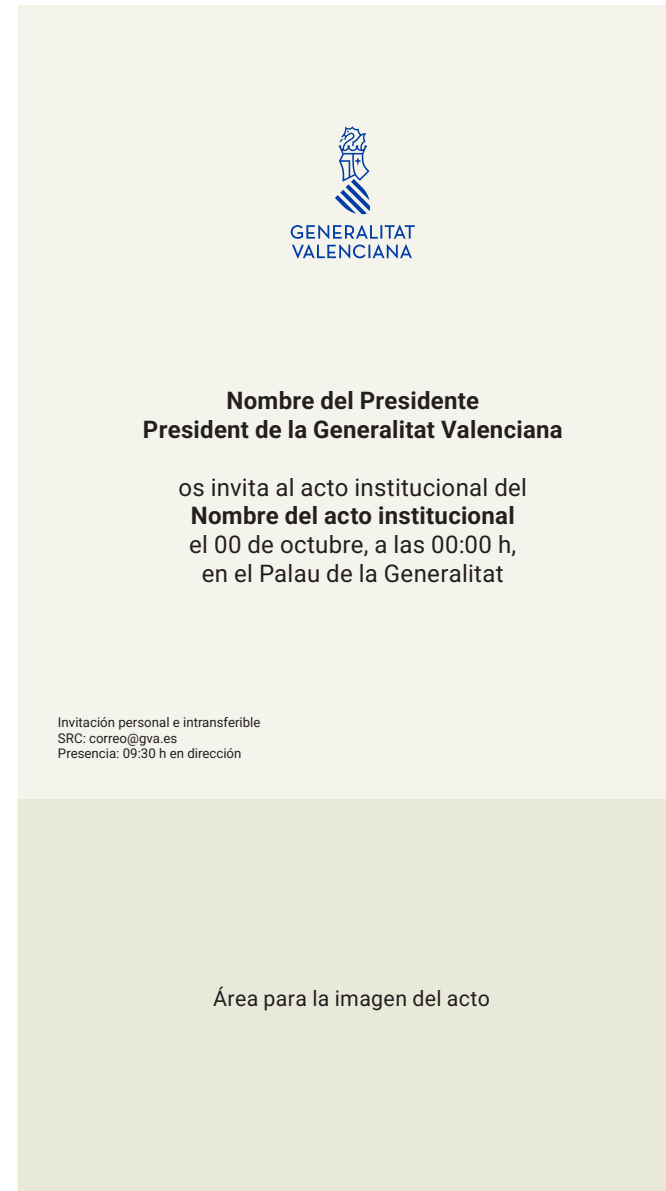 GENERALITAT
VALENCIANA
Nombre del Presidente
President de la Generalitat Valenciana
os invita al acto institucional del
Nombre del acto institucional
el 00 de octubre, a las 00:00 h,
en el Palau de la Generalitat
Invitación personal e intransferible
SRC: correo@gva.es
Presencia: 09:30 h en dirección
Área para la imagen del acto